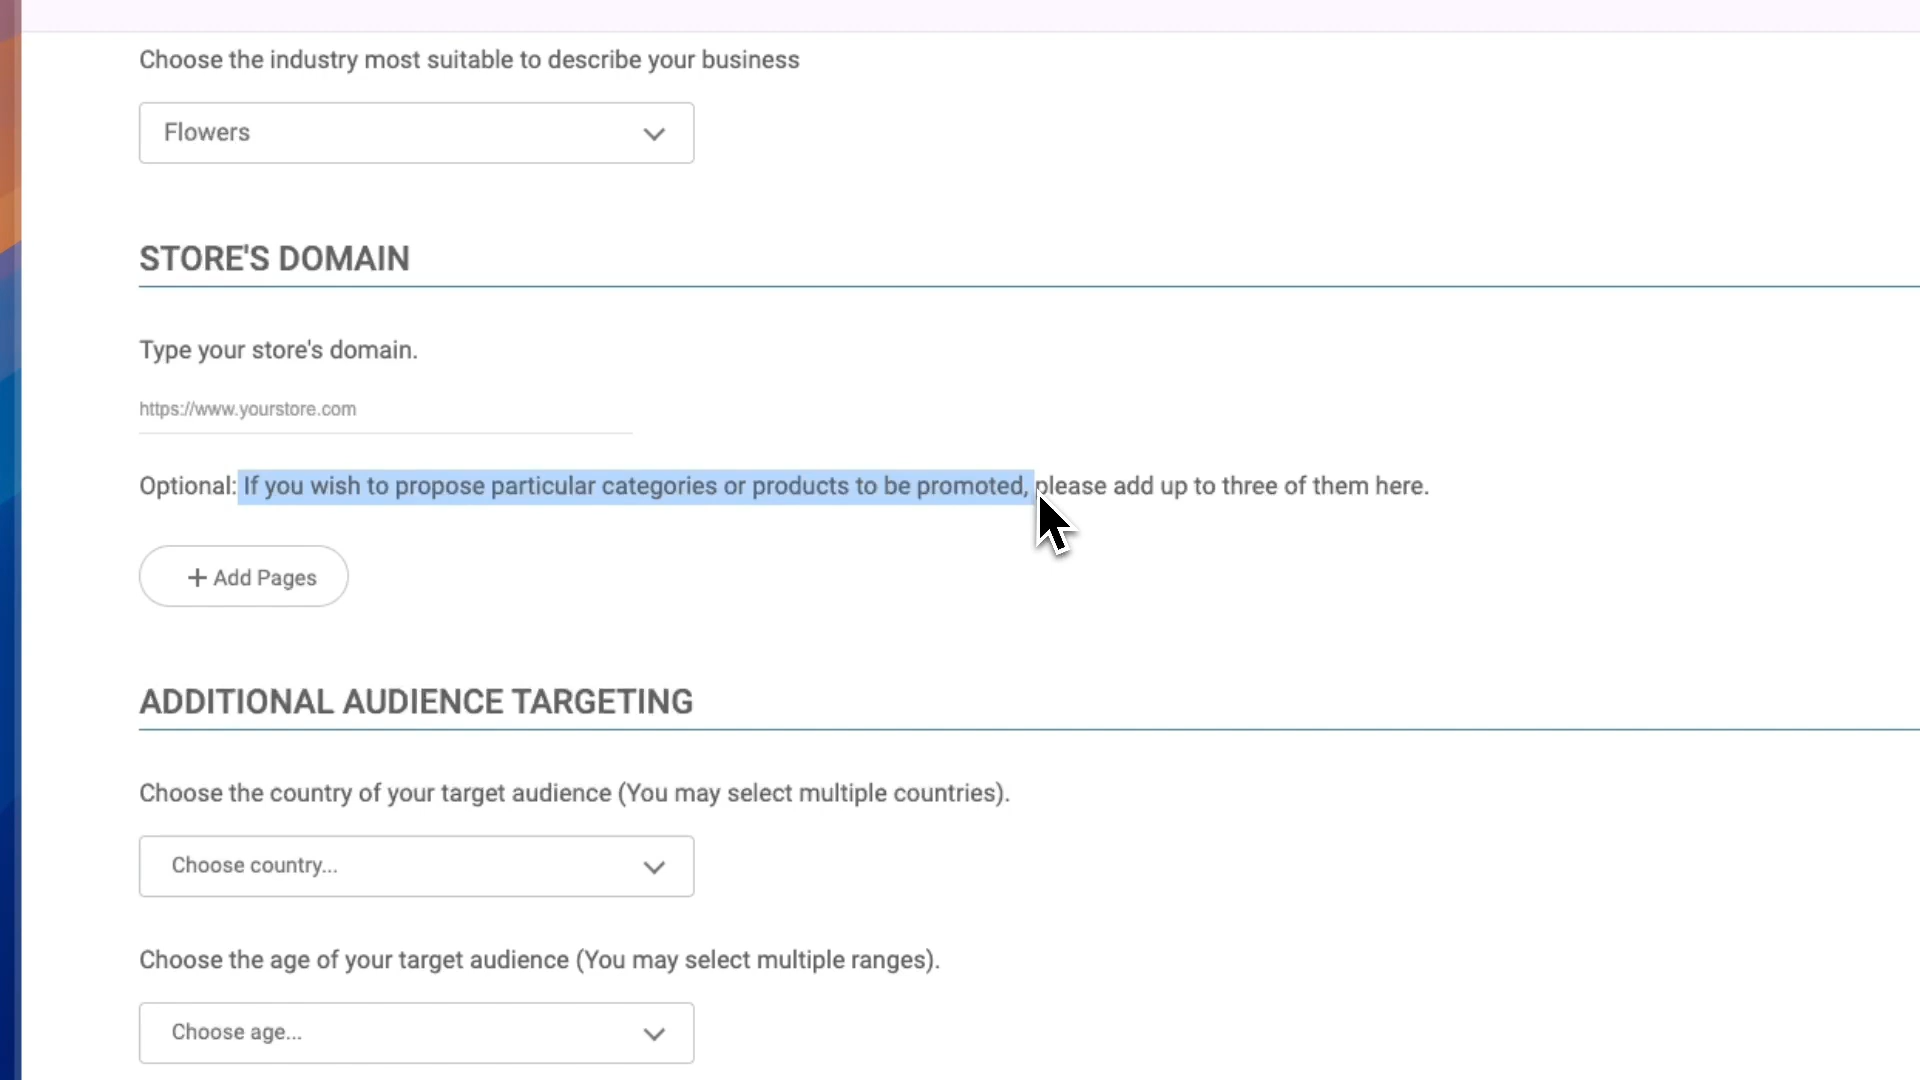 Choose the industry most suitable to describe your business
Flowers
STORE'S DOMAIN
Type your store's domain.
https://www.yourstore.com
Optional: If you wish to propose particular categories or products to be promoted, please add up to three of them here.
+ Add Pages
ADDITIONAL AUDIENCE TARGETING
Choose the country of your target audience (You may select multiple countries).
Choose country...
Choose the age of your target audience (You may select multiple ranges).
Choose age...